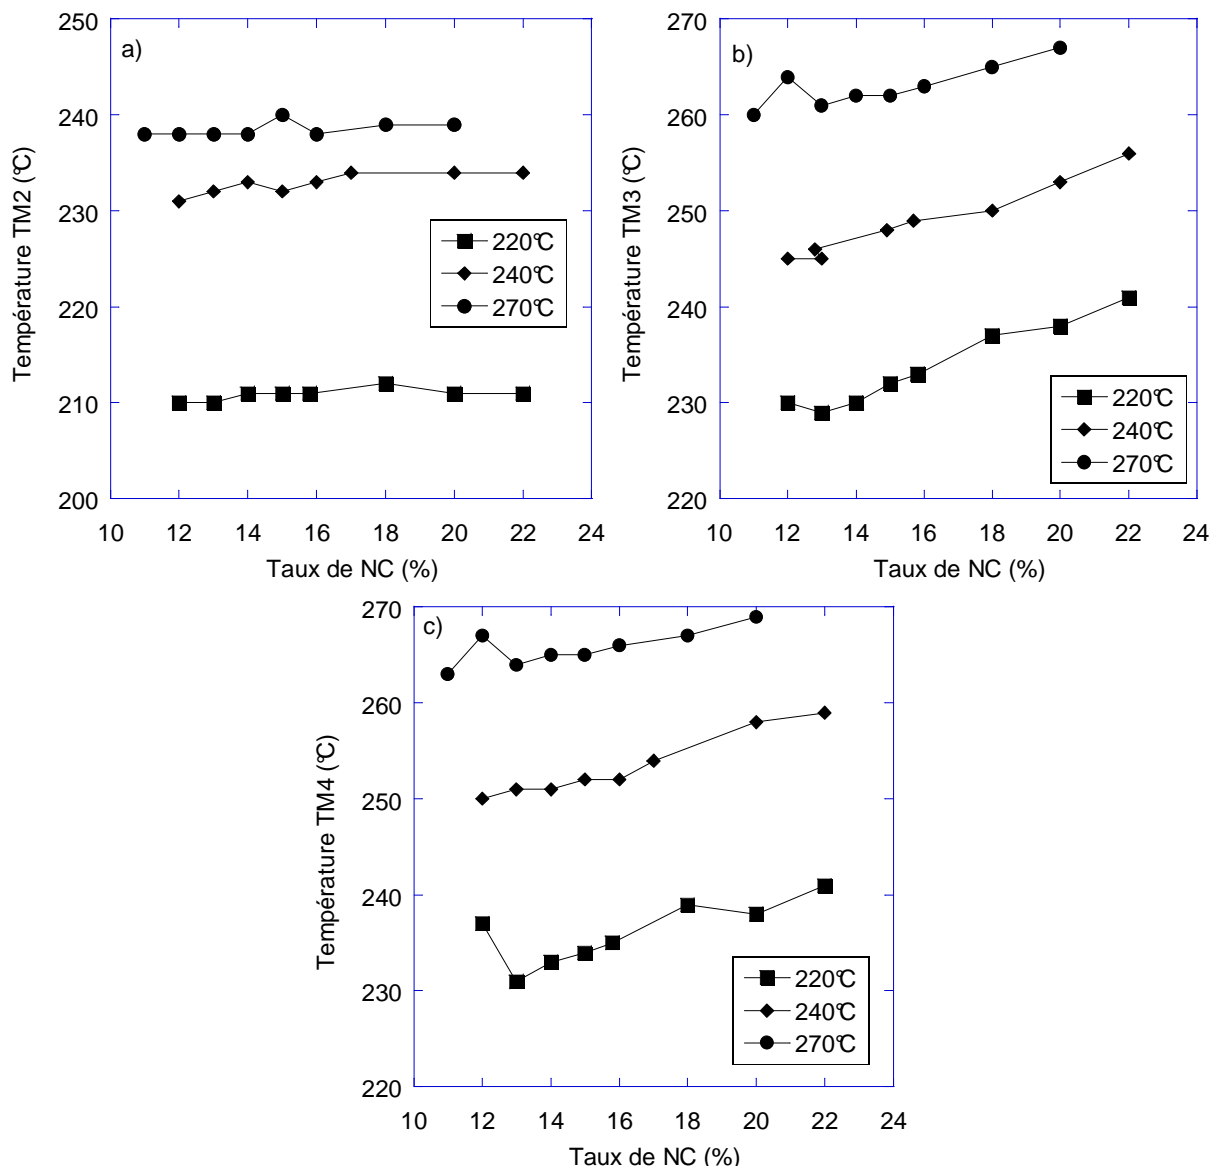 a)
250
240
230
220
210
200
Température TM2 (°C)
220°C
240°C
270°C
10 12 14 16 18 20 22 24
Taux de NC (%)
b)
270
260
250
240
230
220
Température TM3 (°C)
220°C
240°C
270°C
10 12 14 16 18 20 22 24
Taux de NC (%)
c)
270
260
250
240
230
220
Température TM4 (°C)
220°C
240°C
270°C
10 12 14 16 18 20 22 24
Taux de NC (%)